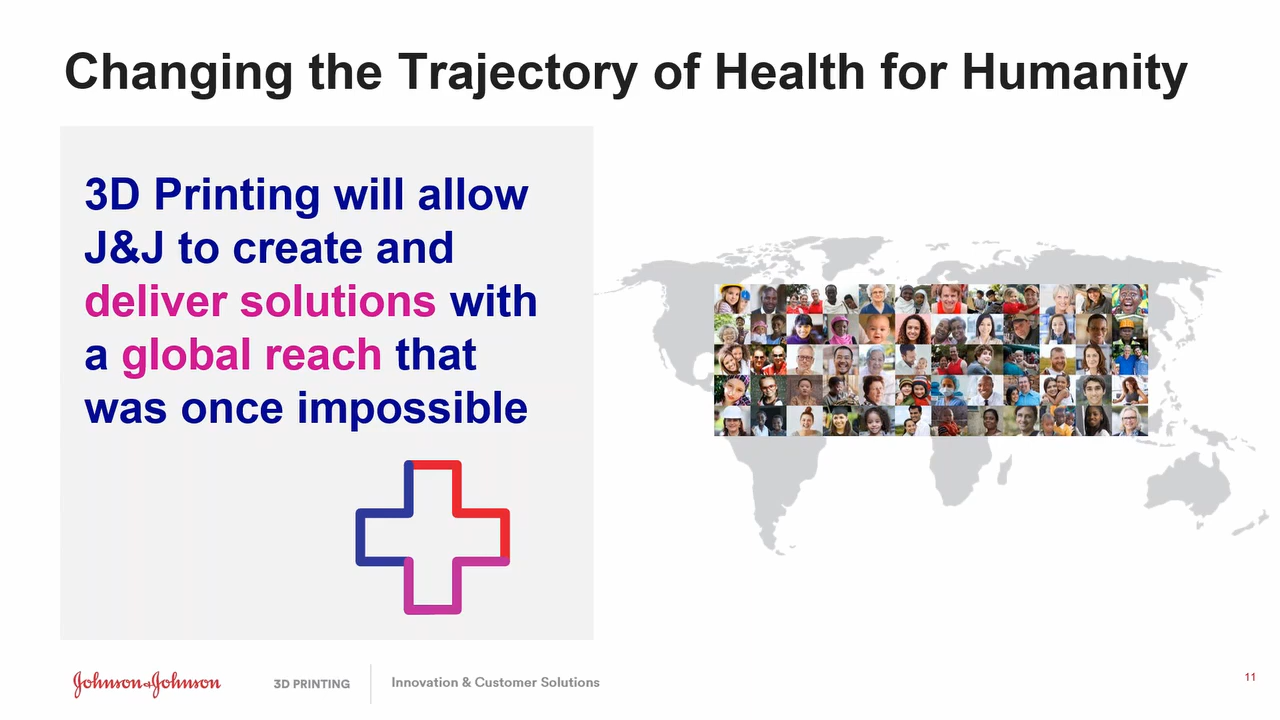 Changing the Trajectory of Health for Humanity
3D Printing will allow
J&J to create and
deliver solutions with
a global reach that
was once impossible
Johnson & Johnson
3D PRINTING
Innovation & Customer Solutions
11